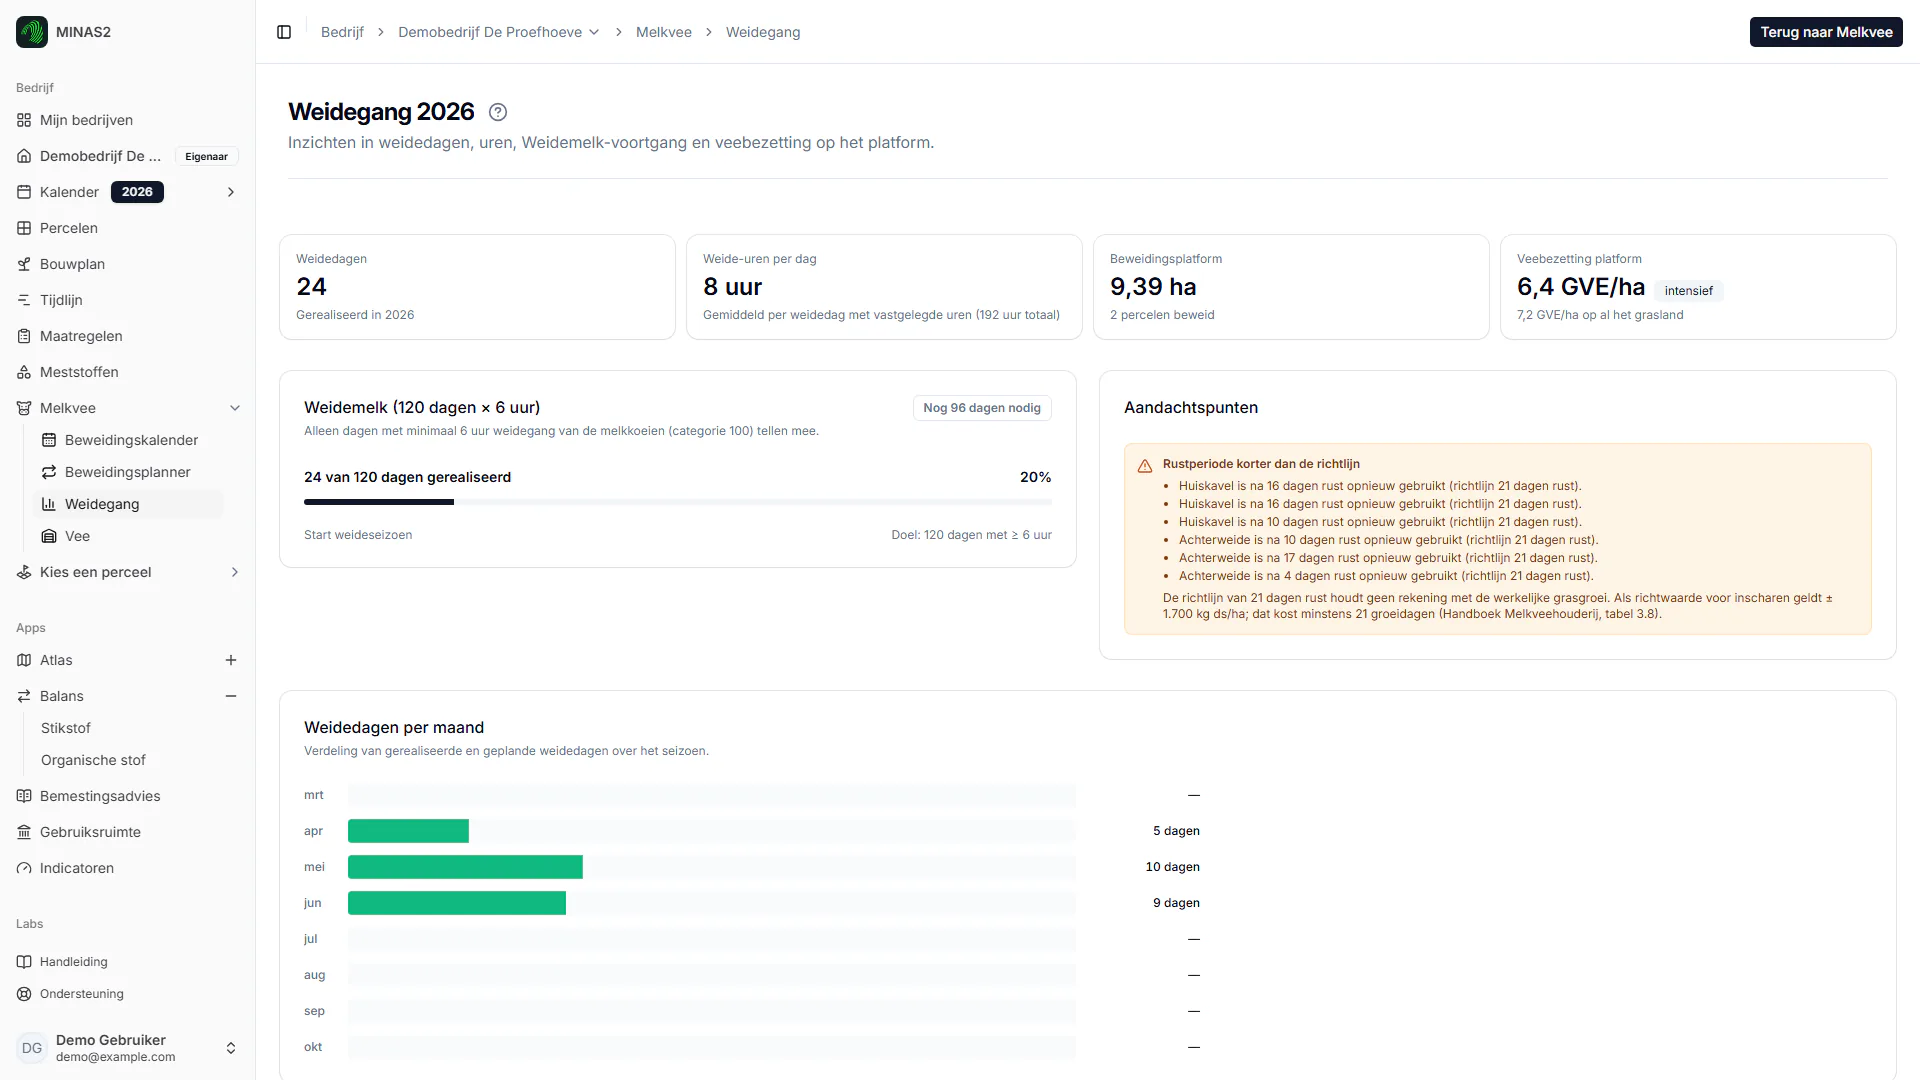 MINAS2
Bedrijf
Mijn bedrijven
Demobedrijf De ... Eigenaar
Kalender 2026
Percelen
Bouwplan
Tijdlijn
Maatregelen
Meststoffen
Melkvee
Beweidingskalender
Beweidingsplanner
Weidegang
Vee
Kies een perceel
Apps
Atlas
Balans
Stikstof
Organische stof
Bemestingsadvies
Gebruiksruimte
Indicatoren
Labs
Handleiding
Ondersteuning
DG
Demo Gebruiker
demo@example.com
Bedrijf > Demobedrijf De Proefhoeve > Melkvee > Weidegang
Terug naar Melkvee
Weidegang 2026
Inzichten in weidedagen, uren, Weidemelk-voortgang en veebezetting op het platform.
Weidedagen
24
Gerealiseerd in 2026
Weide-uren per dag
8 uur
Gemiddeld per weidedag met vastgelegde uren (192 uur totaal)
Beweidingsplatform
9,39 ha
2 percelen beweid
Veebezetting platform
6,4 GVE/ha intensief
7,2 GVE/ha op al het grasland
Weidemelk (120 dagen × 6 uur)
Nog 96 dagen nodig
Alleen dagen met minimaal 6 uur weidegang van de melkkoeien (categorie 100) tellen mee.
24 van 120 dagen gerealiseerd 20%
Start weideseizoen Doel: 120 dagen met ≥ 6 uur
Aandachtspunten
Rustperiode korter dan de richtlijn
• Huiskavel is na 16 dagen rust opnieuw gebruikt (richtlijn 21 dagen rust).
• Huiskavel is na 16 dagen rust opnieuw gebruikt (richtlijn 21 dagen rust).
• Huiskavel is na 10 dagen rust opnieuw gebruikt (richtlijn 21 dagen rust).
• Achterweide is na 10 dagen rust opnieuw gebruikt (richtlijn 21 dagen rust).
• Achterweide is na 17 dagen rust opnieuw gebruikt (richtlijn 21 dagen rust).
• Achterweide is na 4 dagen rust opnieuw gebruikt (richtlijn 21 dagen rust).
De richtlijn van 21 dagen rust houdt geen rekening met de werkelijke grasgroei. Als richtwaarde voor inscharen geldt ±
1.700 kg ds/ha; dat kost minstens 21 groeidagen (Handboek Melkveehouderij, tabel 3.8).
Weidedagen per maand
Verdeling van gerealiseerde en geplande weidedagen over het seizoen.
mrt —
apr 5 dagen
mei 10 dagen
jun 9 dagen
jul —
aug —
sep —
okt —